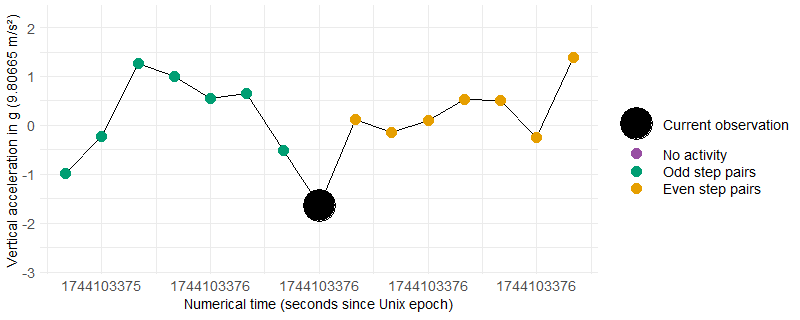 Vertical acceleration in g (9.80665 m/s²)
2
1
0
-1
-2
-3
1744103375 1744103376 1744103376 1744103376 1744103376
Numerical time (seconds since Unix epoch)
Current observation
No activity
Odd step pairs
Even step pairs